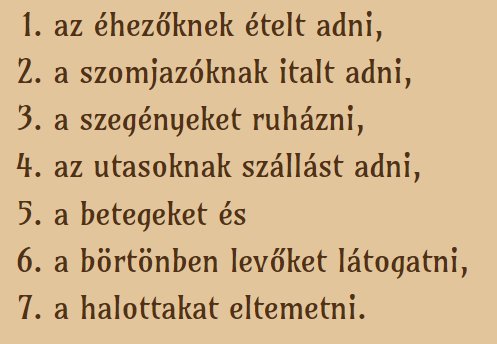 1. az éhezőknek ételt adni,
2. a szomjazóknak italt adni,
3. a szegényeket ruházni,
4. az utasoknak szállást adni,
5. a betegeket és
6. a börtönben levőket látogatni,
7. a halottakat eltemetni.